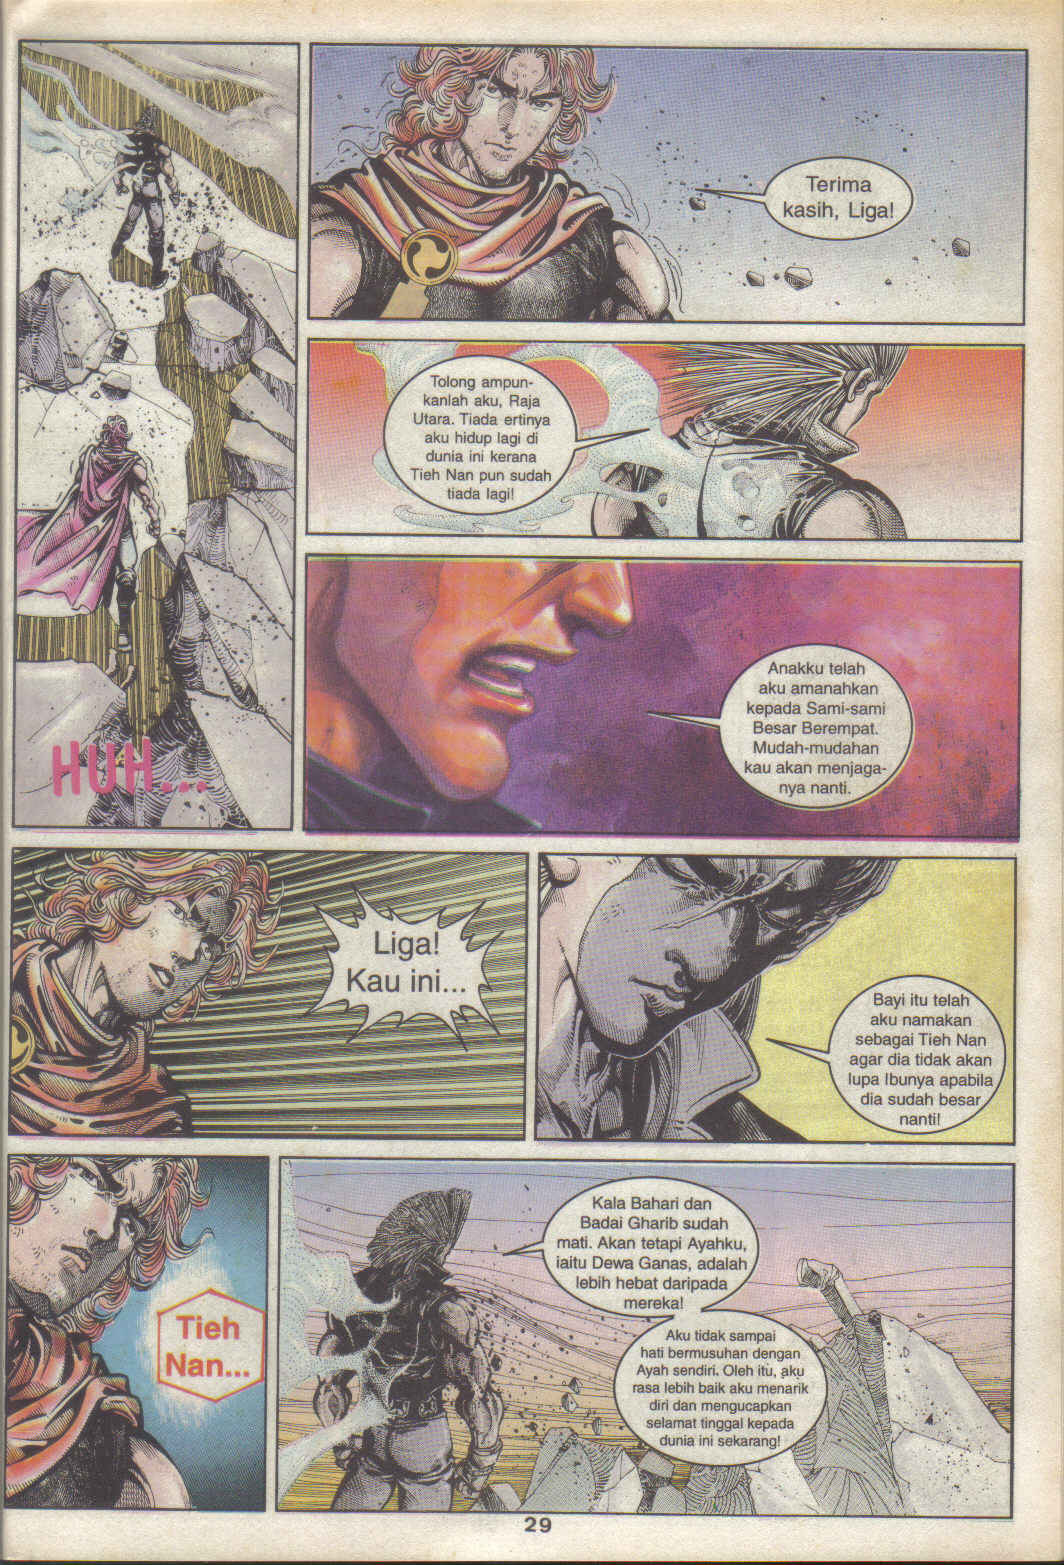 HUH...
Terima
kasih, Liga!
Tolong ampun-
kanlah aku, Raja
Utara. Tiada ertinya
aku hidup lagi di
dunia ini kerana
Tieh Nan pun sudah
tiada lagi!
Anakku telah
aku amanahkan
kepada Sami-sami
Besar Berempat.
Mudah-mudahan
kau akan menjaga-
nya nanti.
Liga!
Kau ini...
Bayi itu telah
aku namakan
sebagai Tieh Nan
agar dia tidak akan
lupa Ibunya apabila
dia sudah besar
nanti!
Tieh
Nan...
Kala Bahari dan
Badai Gharib sudah
mati. Akan tetapi Ayahku,
iaitu Dewa Ganas, adalah
lebih hebat daripada
mereka!
Aku tidak sampai
hati bermusuhan dengan
Ayah sendiri. Oleh itu, aku
rasa lebih baik aku menarik
diri dan mengucapkan
selamat tinggal kepada
dunia ini sekarang!
29